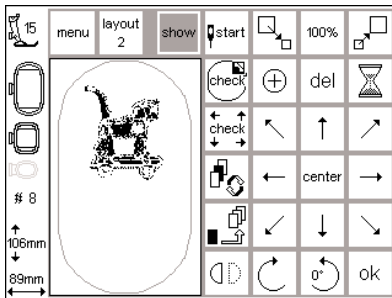 15
menu
layout
2
show
start
100%
check
del
check
center
# 8
106mm
89mm
0°
ok